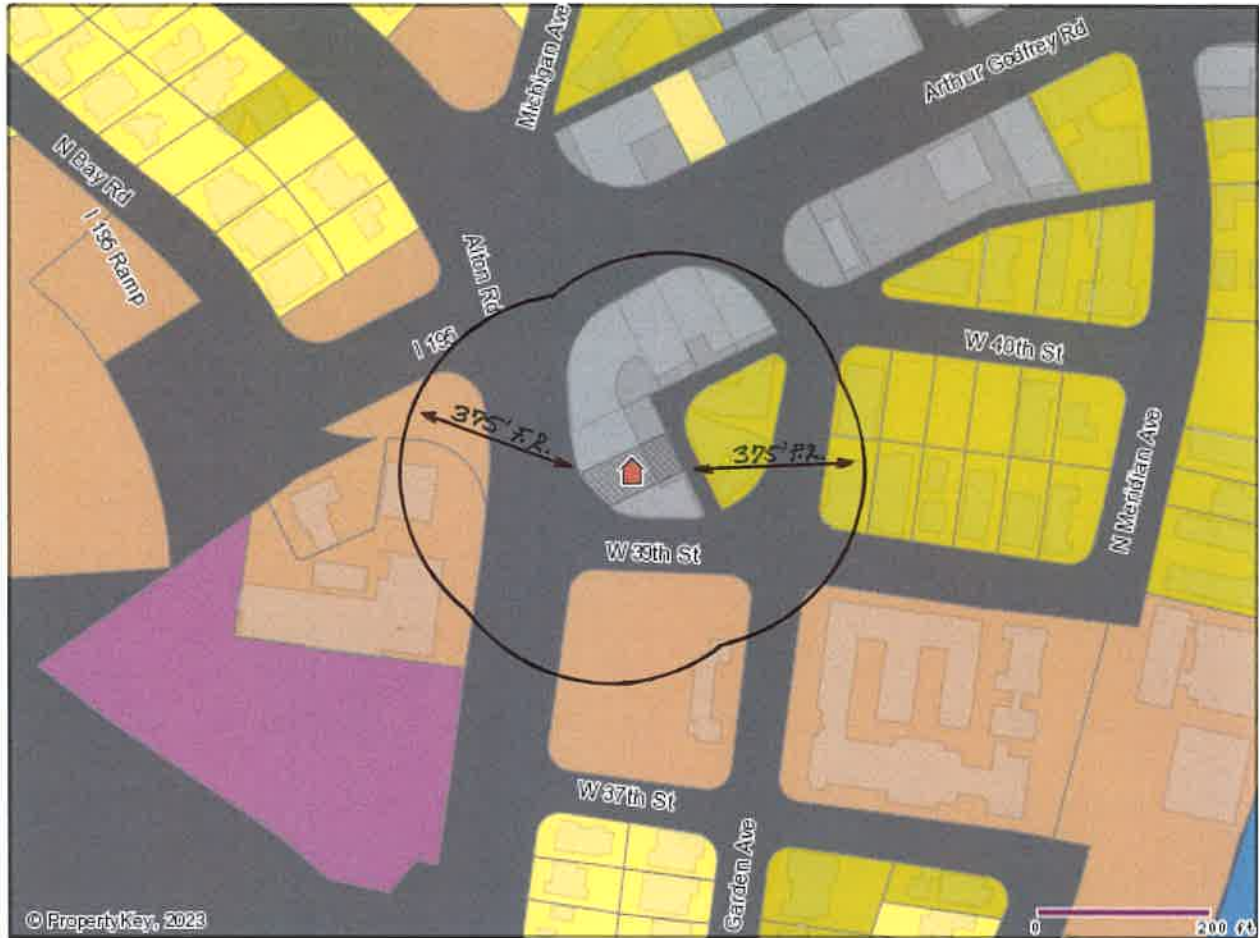 Michigan Ave
Arthur Godfrey Rd
N Bay Rd
I 195 Ramp
Alton Rd
I 195
W 40th St
375' F.R.
375' F.R.
N Meridian Ave
W 39th St
W 37th St
Garden Ave
© PropertyKey, 2023
0 200 ft